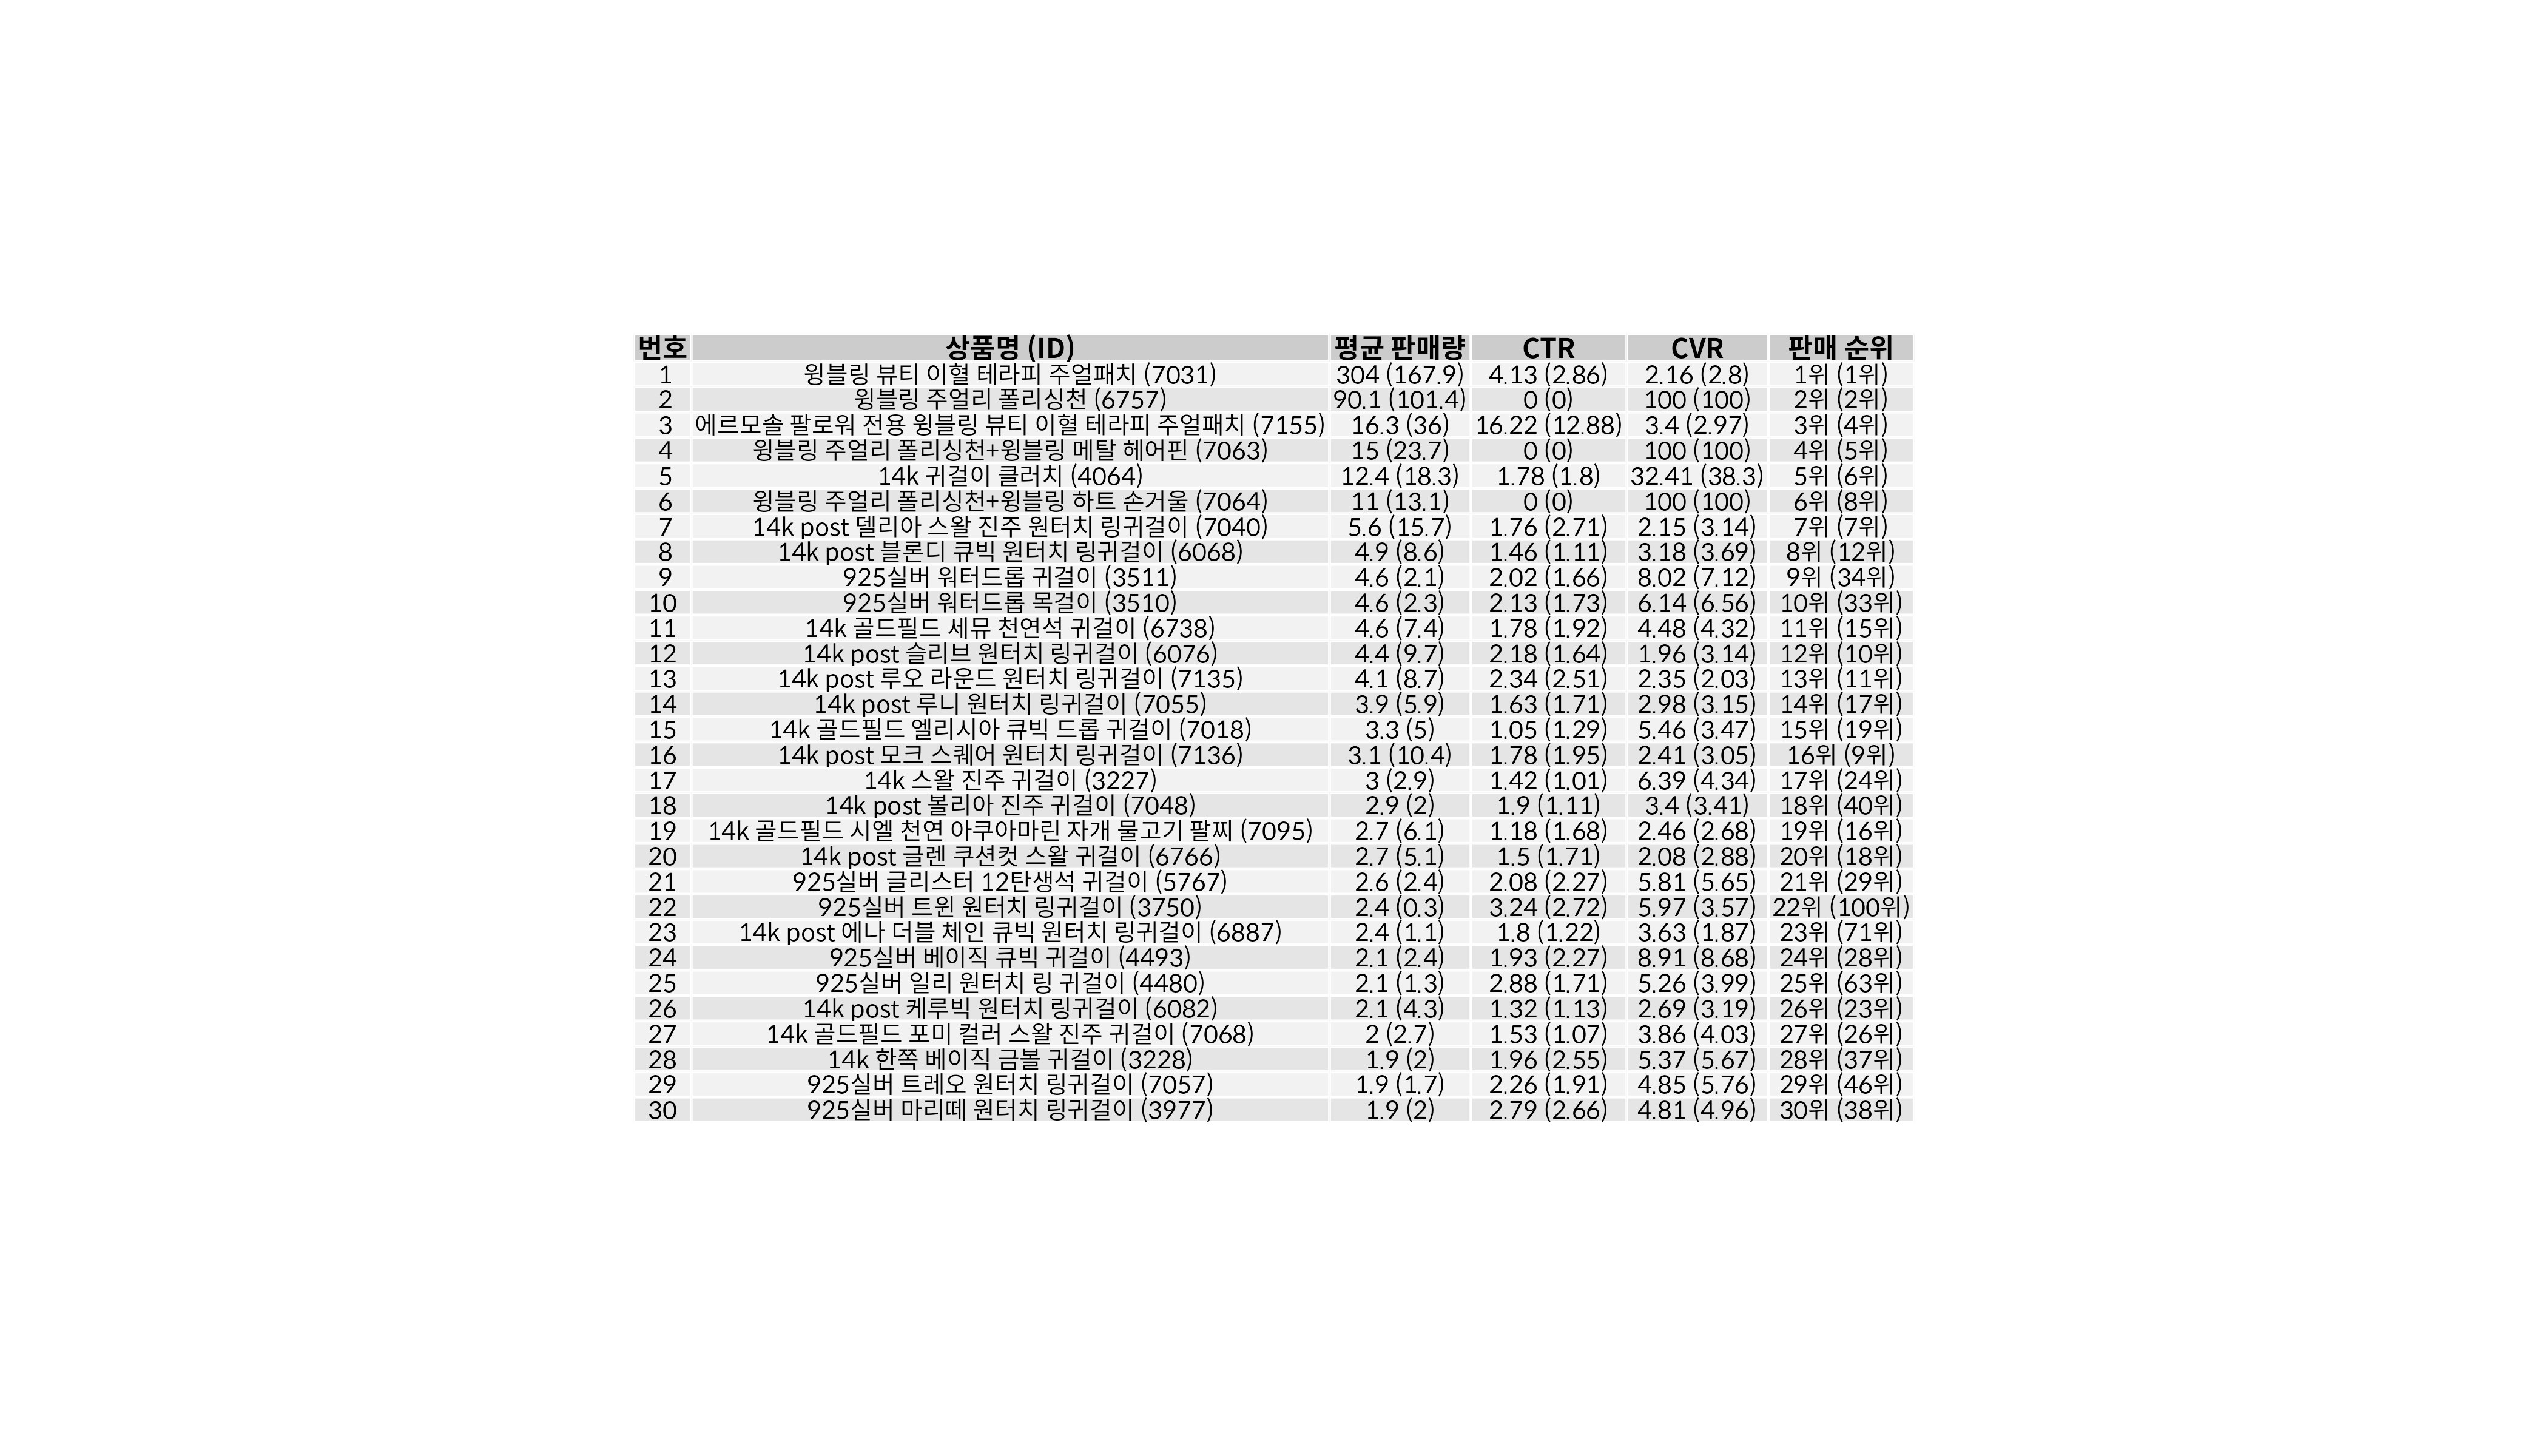 번호 상품명 (ID) 평균 판매량 CTR CVR 판매 순위
1 윙블링 뷰티 이혈 테라피 주얼패치 (7031) 304 (167.9) 4.13 (2.86) 2.16 (2.8) 1위 (1위)
2 윙블링 주얼리 폴리싱천 (6757) 90.1 (101.4) 0 (0) 100 (100) 2위 (2위)
3 에르모솔 팔로워 전용 윙블링 뷰티 이혈 테라피 주얼패치 (7155) 16.3 (36) 16.22 (12.88) 3.4 (2.97) 3위 (4위)
4 윙블링 주얼리 폴리싱천+윙블링 메탈 헤어핀 (7063) 15 (23.7) 0 (0) 100 (100) 4위 (5위)
5 14k 귀걸이 클러치 (4064) 12.4 (18.3) 1.78 (1.8) 32.41 (38.3) 5위 (6위)
6 윙블링 주얼리 폴리싱천+윙블링 하트 손거울 (7064) 11 (13.1) 0 (0) 100 (100) 6위 (8위)
7 14k post 델리아 스왈 진주 원터치 링귀걸이 (7040) 5.6 (15.7) 1.76 (2.71) 2.15 (3.14) 7위 (7위)
8 14k post 블론디 큐빅 원터치 링귀걸이 (6068) 4.9 (8.6) 1.46 (1.11) 3.18 (3.69) 8위 (12위)
9 925실버 워터드롭 귀걸이 (3511) 4.6 (2.1) 2.02 (1.66) 8.02 (7.12) 9위 (34위)
10 925실버 워터드롭 목걸이 (3510) 4.6 (2.3) 2.13 (1.73) 6.14 (6.56) 10위 (33위)
11 14k 골드필드 세뮤 천연석 귀걸이 (6738) 4.6 (7.4) 1.78 (1.92) 4.48 (4.32) 11위 (15위)
12 14k post 슬리브 원터치 링귀걸이 (6076) 4.4 (9.7) 2.18 (1.64) 1.96 (3.14) 12위 (10위)
13 14k post 루오 라운드 원터치 링귀걸이 (7135) 4.1 (8.7) 2.34 (2.51) 2.35 (2.03) 13위 (11위)
14 14k post 루니 원터치 링귀걸이 (7055) 3.9 (5.9) 1.63 (1.71) 2.98 (3.15) 14위 (17위)
15 14k 골드필드 엘리시아 큐빅 드롭 귀걸이 (7018) 3.3 (5) 1.05 (1.29) 5.46 (3.47) 15위 (19위)
16 14k post 모크 스퀘어 원터치 링귀걸이 (7136) 3.1 (10.4) 1.78 (1.95) 2.41 (3.05) 16위 (9위)
17 14k 스왈 진주 귀걸이 (3227) 3 (2.9) 1.42 (1.01) 6.39 (4.34) 17위 (24위)
18 14k post 볼리아 진주 귀걸이 (7048) 2.9 (2) 1.9 (1.11) 3.4 (3.41) 18위 (40위)
19 14k 골드필드 시엘 천연 아쿠아마린 자개 물고기 팔찌 (7095) 2.7 (6.1) 1.18 (1.68) 2.46 (2.68) 19위 (16위)
20 14k post 글렌 쿠션컷 스왈 귀걸이 (6766) 2.7 (5.1) 1.5 (1.71) 2.08 (2.88) 20위 (18위)
21 925실버 글리스터 12탄생석 귀걸이 (5767) 2.6 (2.4) 2.08 (2.27) 5.81 (5.65) 21위 (29위)
22 925실버 트윈 원터치 링귀걸이 (3750) 2.4 (0.3) 3.24 (2.72) 5.97 (3.57) 22위 (100위)
23 14k post 에나 더블 체인 큐빅 원터치 링귀걸이 (6887) 2.4 (1.1) 1.8 (1.22) 3.63 (1.87) 23위 (71위)
24 925실버 베이직 큐빅 귀걸이 (4493) 2.1 (2.4) 1.93 (2.27) 8.91 (8.68) 24위 (28위)
25 925실버 일리 원터치 링 귀걸이 (4480) 2.1 (1.3) 2.88 (1.71) 5.26 (3.99) 25위 (63위)
26 14k post 케루빅 원터치 링귀걸이 (6082) 2.1 (4.3) 1.32 (1.13) 2.69 (3.19) 26위 (23위)
27 14k 골드필드 포미 컬러 스왈 진주 귀걸이 (7068) 2 (2.7) 1.53 (1.07) 3.86 (4.03) 27위 (26위)
28 14k 한쪽 베이직 금볼 귀걸이 (3228) 1.9 (2) 1.96 (2.55) 5.37 (5.67) 28위 (37위)
29 925실버 트레오 원터치 링귀걸이 (7057) 1.9 (1.7) 2.26 (1.91) 4.85 (5.76) 29위 (46위)
30 925실버 마리떼 원터치 링귀걸이 (3977) 1.9 (2) 2.79 (2.66) 4.81 (4.96) 30위 (38위)